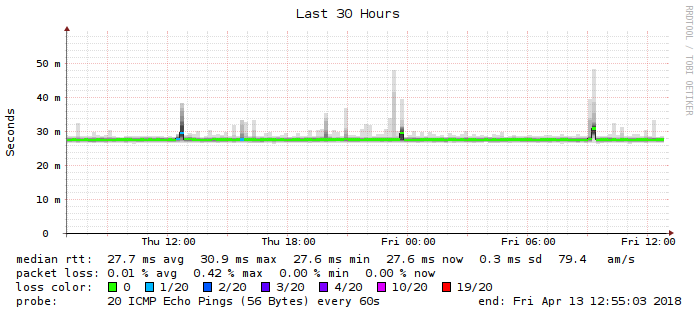 Last 30 Hours
RRDTOOL / TOBI OETIKER
Seconds
50 m
40 m
30 m
20 m
10 m
0
Thu 12:00 Thu 18:00 Fri 00:00 Fri 06:00 Fri 12:00
median rtt: 27.7 ms avg 30.9 ms max 27.6 ms min 27.6 ms now 0.3 ms sd 79.4 am/s
packet loss: 0.01 % avg 0.42 % max 0.00 % min 0.00 % now
loss color: 0 1/20 2/20 3/20 4/20 10/20 19/20
probe: 20 ICMP Echo Pings (56 Bytes) every 60s end: Fri Apr 13 12:55:03 2018